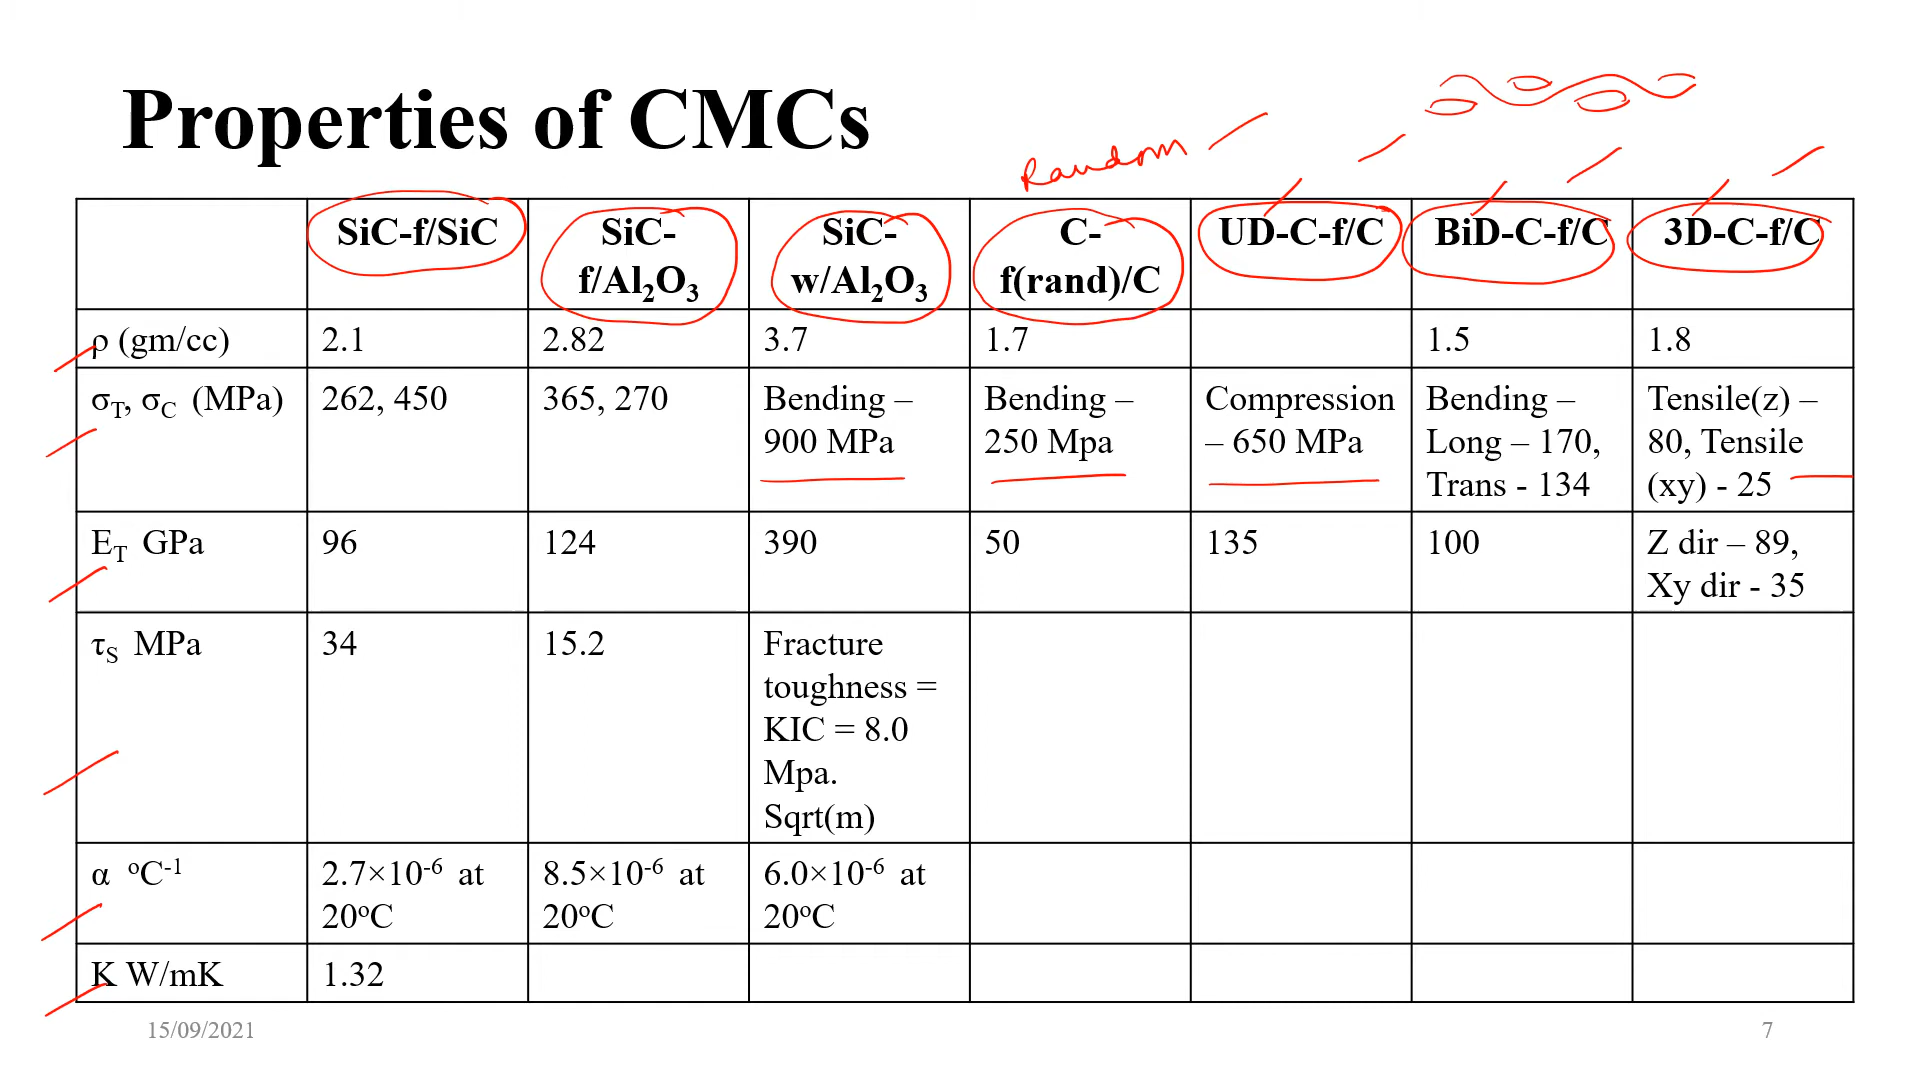 Properties of CMCs
Random
SiC-f/SiC
SiC-
f/Al₂O₃
SiC-
w/Al₂O₃
C-
f(rand)/C
UD-C-f/C
BiD-C-f/C
3D-C-f/C
ρ (gm/cc)
2.1
2.82
3.7
1.7
1.5
1.8
σT, σC (MPa)
262, 450
365, 270
Bending –
900 MPa
Bending –
250 Mpa
Compression
– 650 MPa
Bending –
Long – 170,
Trans - 134
Tensile(z) –
80, Tensile
(xy) - 25
ET GPa
96
124
390
50
135
100
Z dir – 89,
Xy dir - 35
τS MPa
34
15.2
Fracture
toughness =
KIC = 8.0
Mpa.
Sqrt(m)
α ᵒC⁻¹
2.7×10⁻⁶ at
20ᵒC
8.5×10⁻⁶ at
20ᵒC
6.0×10⁻⁶ at
20ᵒC
K W/mK
1.32
15/09/2021
7